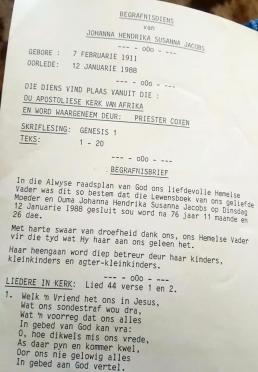 BEGRAFNISDIENS
van
JOHANNA HENDRIKA SUSANNA JACOBS
--- - oOo - ---
GEBORE : 7 FEBRUARIE 1911
OORLEDE: 12 JANUARIE 1988
--- - oOo - ---
DIE DIENS VIND PLAAS VANUIT DIE :
OU APOSTOLIESE KERK VAN AFRIKA
EN WORD WAARGENEEM DEUR: PRIESTER COXEN
SKRIFLESING: GENESIS 1
TEKS: 1 - 20
--- - oOo - ---
BEGRAFNISBRIEF
In die Alwyse raadsplan van God ons liefdevolle Hemelse
Vader was dit so bestem dat die Lewensboek van ons geliefde
Moeder en Ouma Johanna Hendrika Susanna Jacobs op Dinsdag
12 Januarie 1988 gesluit sou word na 76 jaar 11 maande en
26 dae.
Met harte swaar van droefheid dank ons, ons Hemelse Vader
vir die tyd wat Hy haar aan ons geleen het.
Haar heengaan word diep betreur deur haar kinders,
kleinkinders en agter-kleinkinders.
--- - oOo - ---
LIEDERE IN KERK: Lied 44 verse 1 en 2.
1. Welk 'n Vriend het ons in Jesus,
Wat ons sondestraf wou dra,
Wat 'n voorreg dat ons alles
In gebed van God kan vra:
O, hoe dikwels mis ons vrede,
As daar pyn en kommer kwel,
Oor ons nie gelowig alles
In gebed aan God vertel.